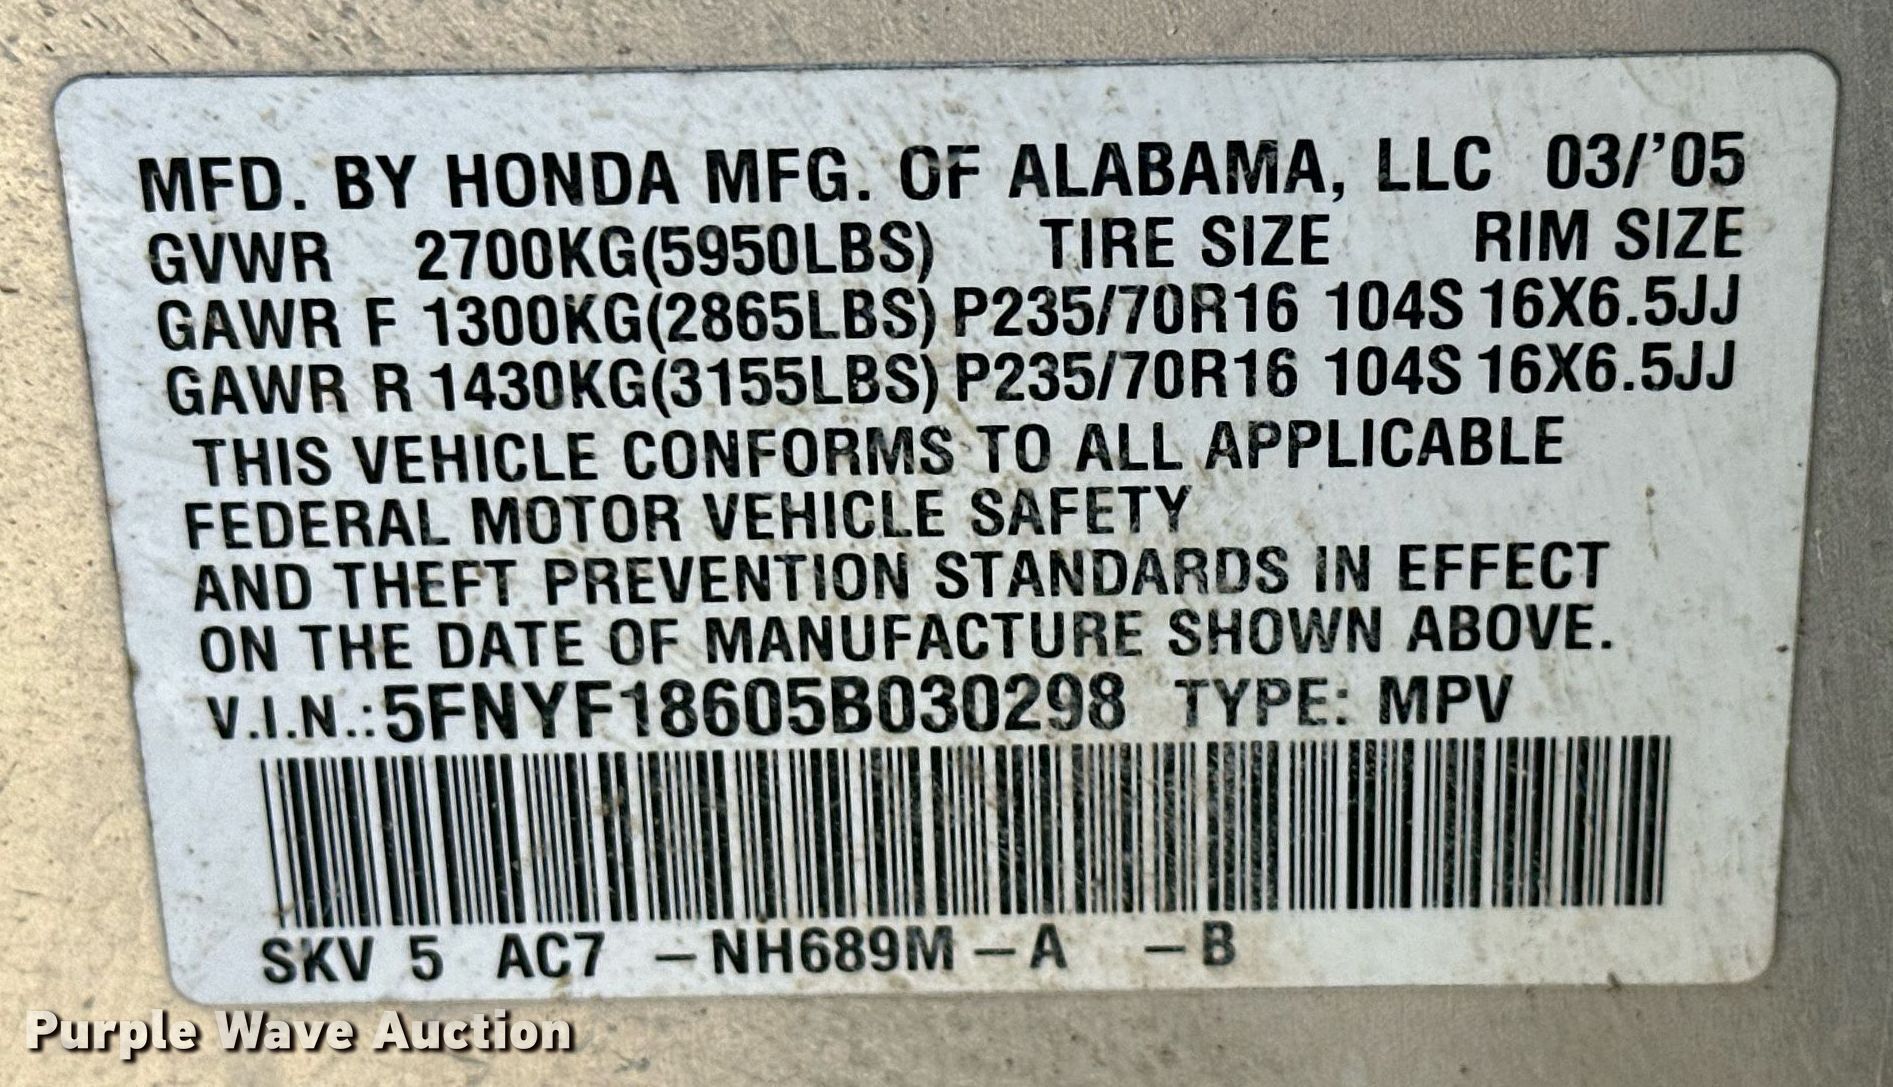 MFD. BY HONDA MFG. OF ALABAMA, LLC 03/'05
GVWR 2700KG(5950LBS) TIRE SIZE RIM SIZE
GAWR F 1300KG(2865LBS) P235/70R16 104S 16X6.5JJ
GAWR R 1430KG(3155LBS) P235/70R16 104S 16X6.5JJ
THIS VEHICLE CONFORMS TO ALL APPLICABLE
FEDERAL MOTOR VEHICLE SAFETY
AND THEFT PREVENTION STANDARDS IN EFFECT
ON THE DATE OF MANUFACTURE SHOWN ABOVE.
V.I.N.:5FNYF18605B030298 TYPE: MPV
SKV 5 AC7 –NH689M–A –B
Purple Wave Auction